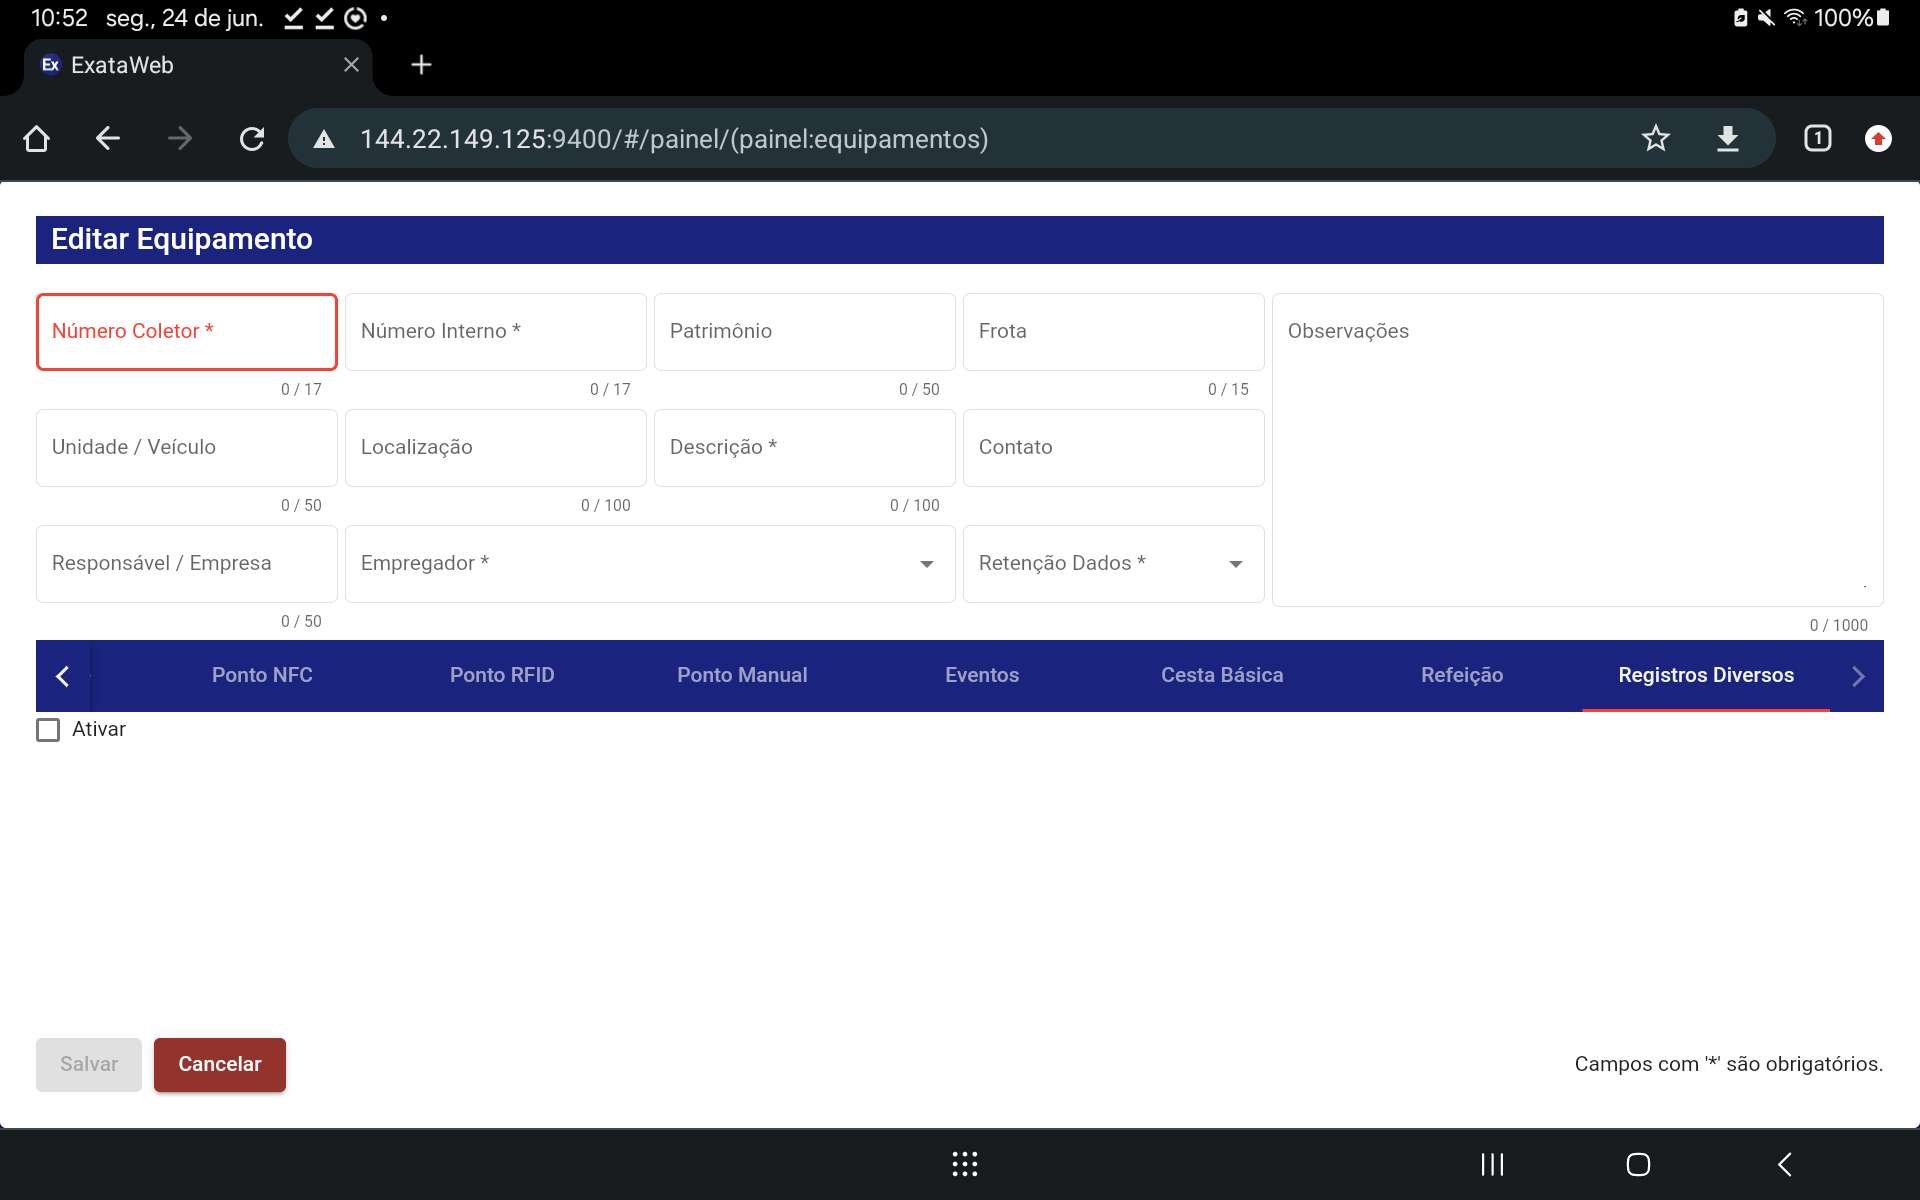 10:52 seg., 24 de jun.
100%
Ex ExataWeb
144.22.149.125:9400/#/painel/(painel:equipamentos)
1
Editar Equipamento
Número Coletor *
Número Interno *
Patrimônio
Frota
Observações
0 / 17
0 / 17
0 / 50
0 / 15
Unidade / Veículo
Localização
Descrição *
Contato
0 / 50
0 / 100
0 / 100
Responsável / Empresa
Empregador *
Retenção Dados *
0 / 50
0 / 1000
Ponto NFC
Ponto RFID
Ponto Manual
Eventos
Cesta Básica
Refeição
Registros Diversos
Ativar
Salvar
Cancelar
Campos com '*' são obrigatórios.